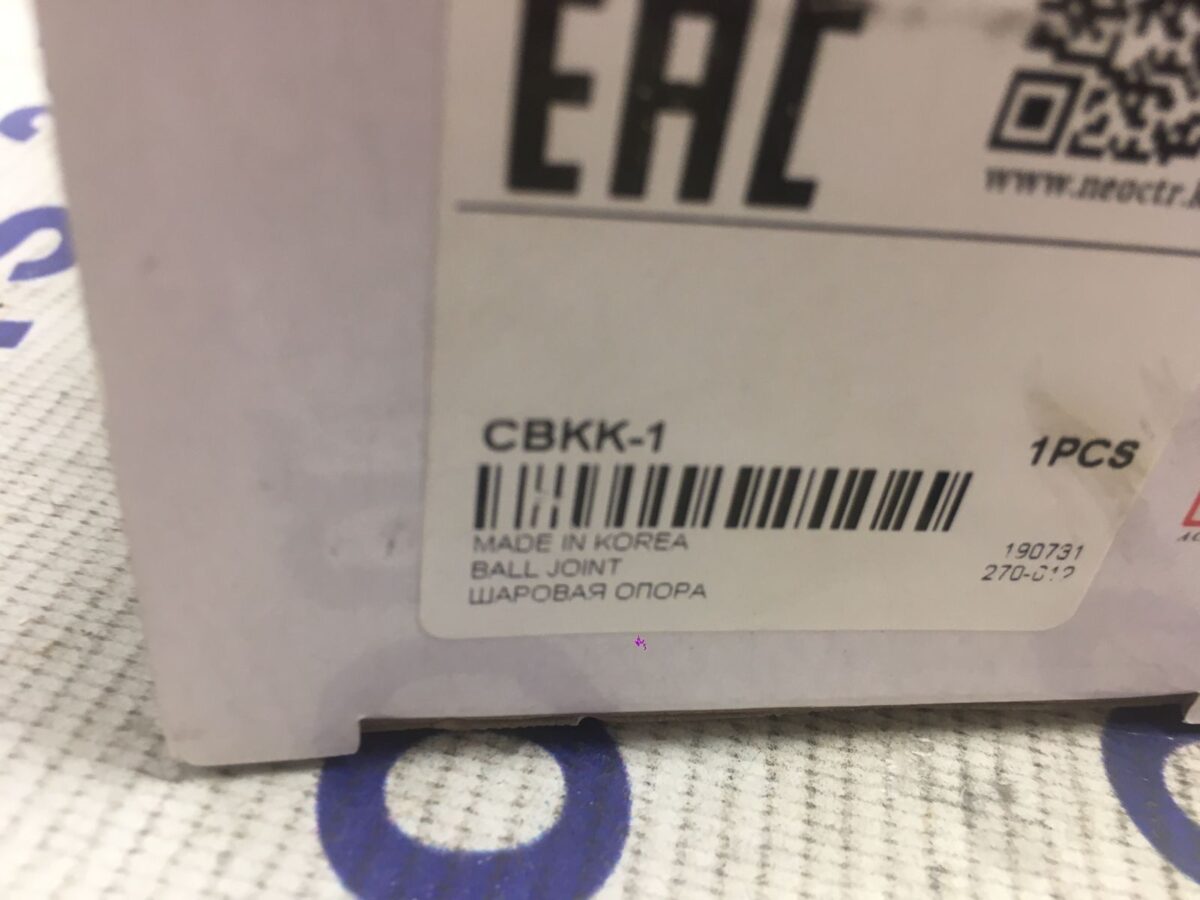 EAC
www.neoctr.
CBKK-1
1PCS
MADE IN KOREA
BALL JOINT
ШАРОВАЯ ОПОРА
190731